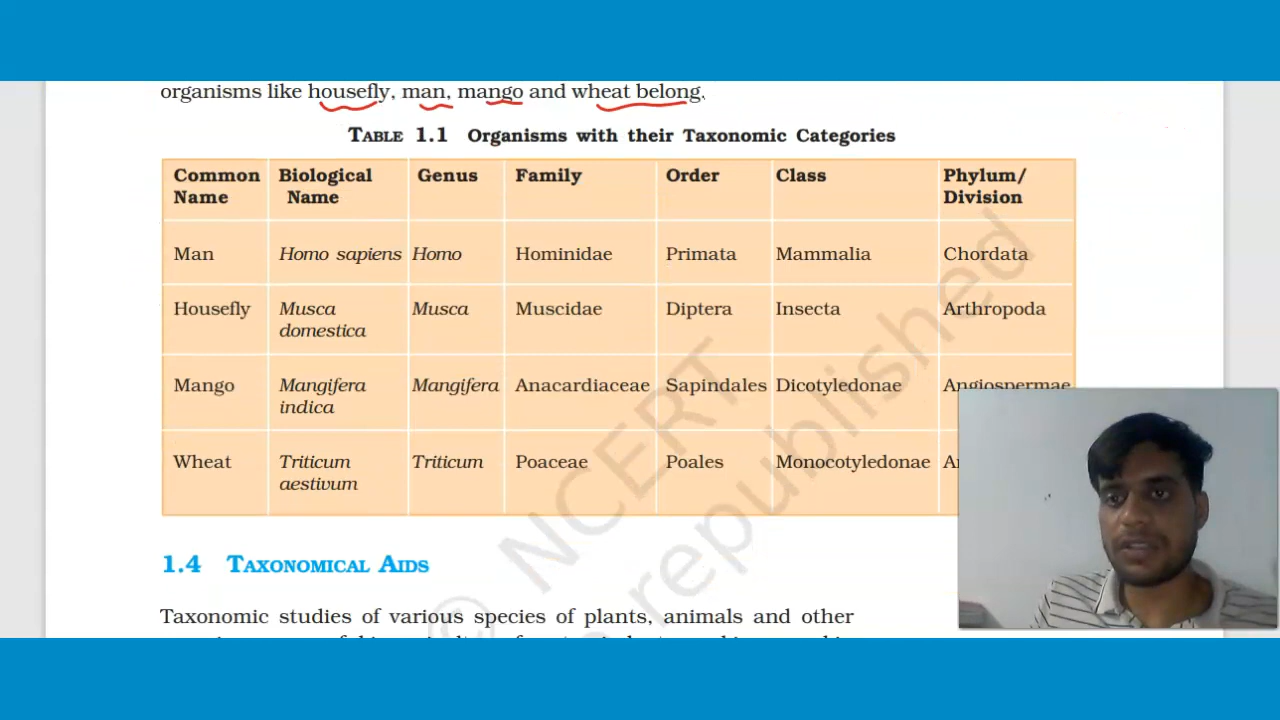 organisms like housefly, man, mango and wheat belong.
TABLE 1.1 Organisms with their Taxonomic Categories
Common Name Biological Name Genus Family Order Class Phylum/ Division
Man Homo sapiens Homo Hominidae Primata Mammalia Chordata
Housefly Musca domestica Musca Muscidae Diptera Insecta Arthropoda
Mango Mangifera indica Mangifera Anacardiaceae Sapindales Dicotyledonae Angiospermae
Wheat Triticum aestivum Triticum Poaceae Poales Monocotyledonae
1.4 TAXONOMICAL AIDS
Taxonomic studies of various species of plants, animals and other
© NCERT
republished